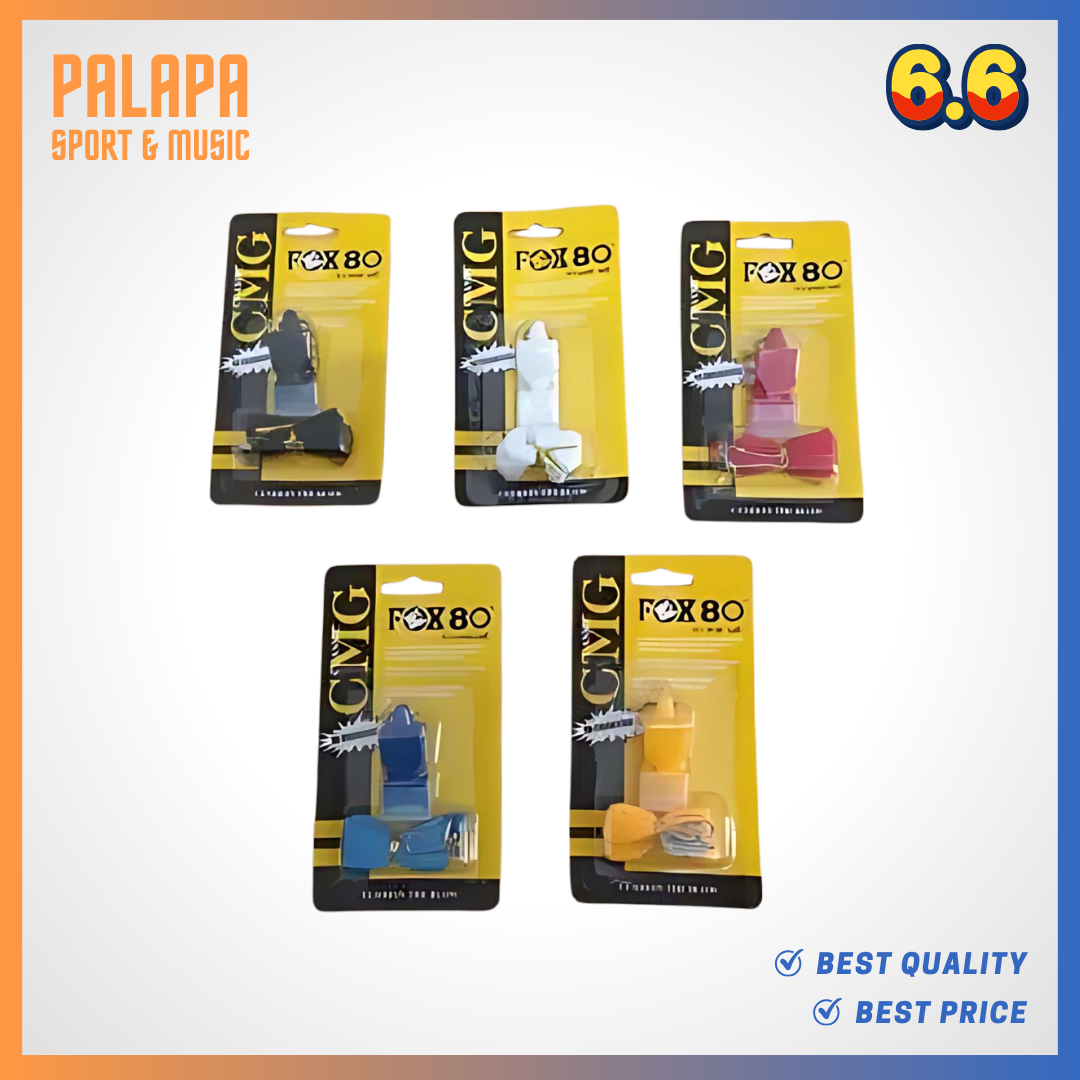 PALAPA
SPORT & MUSIC
6.6
CMG
FOX 80
CMG
FOX 80
CMG
FOX 80
CMG
FOX 80
CMG
FOX 80
BEST QUALITY
BEST PRICE